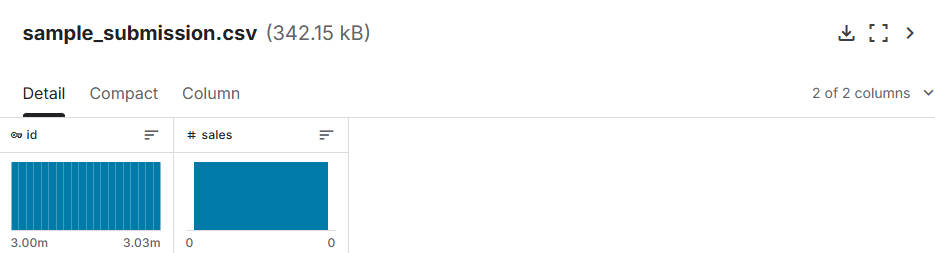 sample_submission.csv (342.15 kB)
Detail Compact Column 2 of 2 columns
id # sales
3.00m 3.03m 0 0